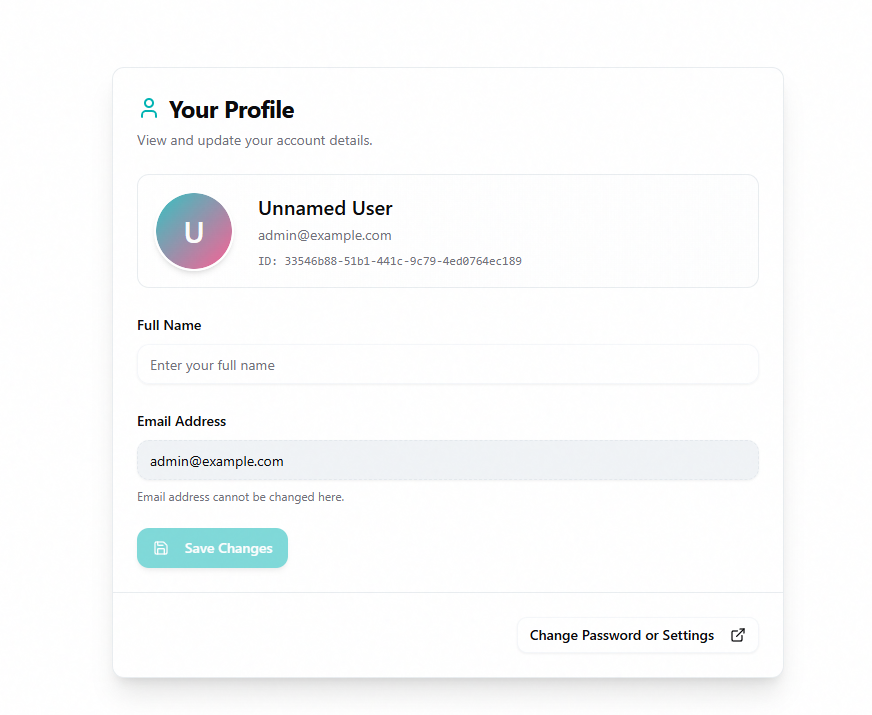 Your Profile
View and update your account details.
U
Unnamed User
admin@example.com
ID: 33546b88-51b1-441c-9c79-4ed0764ec189
Full Name
Enter your full name
Email Address
admin@example.com
Email address cannot be changed here.
Save Changes
Change Password or Settings